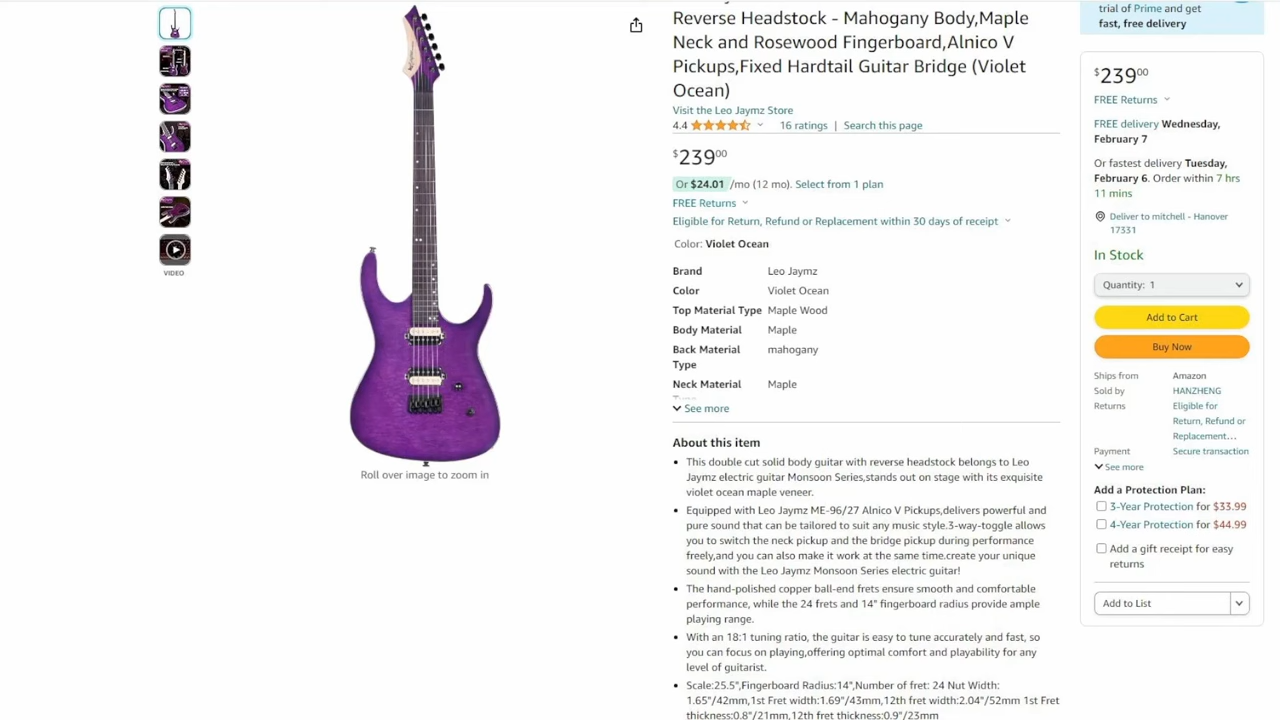 Reverse Headstock - Mahogany Body,Maple
Neck and Rosewood Fingerboard,Alnico V
Pickups,Fixed Hardtail Guitar Bridge (Violet
Ocean)
Visit the Leo Jaymz Store
4.4
16 ratings | Search this page
$239 00
Or $24.01 /mo (12 mo). Select from 1 plan
FREE Returns
Eligible for Return, Refund or Replacement within 30 days of receipt
Color: Violet Ocean
Brand Leo Jaymz
Color Violet Ocean
Top Material Type Maple Wood
Body Material Maple
Back Material mahogany
Type
Neck Material Maple
See more
About this item
This double cut solid body guitar with reverse headstock belongs to Leo
Jaymz electric guitar Monsoon Series,stands out on stage with its exquisite
violet ocean maple veneer.
Equipped with Leo Jaymz ME-96/27 Alnico V Pickups,delivers powerful and
pure sound that can be tailored to suit any music style.3-way-toggle allows
you to switch the neck pickup and the bridge pickup during performance
freely,and you can also make it work at the same time.create your unique
sound with the Leo Jaymz Monsoon Series electric guitar!
The hand-polished copper ball-end frets ensure smooth and comfortable
performance, while the 24 frets and 14" fingerboard radius provide ample
playing range.
With an 18:1 tuning ratio, the guitar is easy to tune accurately and fast, so
you can focus on playing,offering optimal comfort and playability for any
level of guitarist.
Scale:25.5",Fingerboard Radius:14",Number of fret: 24 Nut Width:
1.65"/42mm,1st Fret width:1.69"/43mm,12th fret width:2.04"/52mm 1st Fret
thickness:0.8"/21mm,12th fret thickness:0.9"/23mm
VIDEO
Roll over image to zoom in
trial of Prime and get
fast, free delivery
$239 00
FREE Returns
FREE delivery Wednesday,
February 7
Or fastest delivery Tuesday,
February 6. Order within 7 hrs
11 mins
Deliver to mitchell - Hanover
17331
In Stock
Quantity: 1
Add to Cart
Buy Now
Ships from Amazon
Sold by HANZHENG
Returns Eligible for
Return, Refund or
Replacement...
Payment Secure transaction
See more
Add a Protection Plan:
3-Year Protection for $33.99
4-Year Protection for $44.99
Add a gift receipt for easy
returns
Add to List